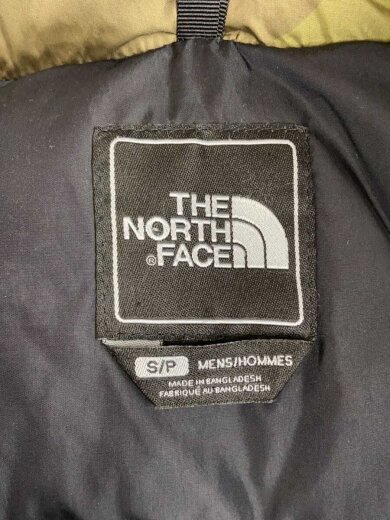 THE
NORTH
®FACE
S/P MENS/HOMMES
MADE IN BANGLADESH
FABRIQUÉ AU BANGLADESH